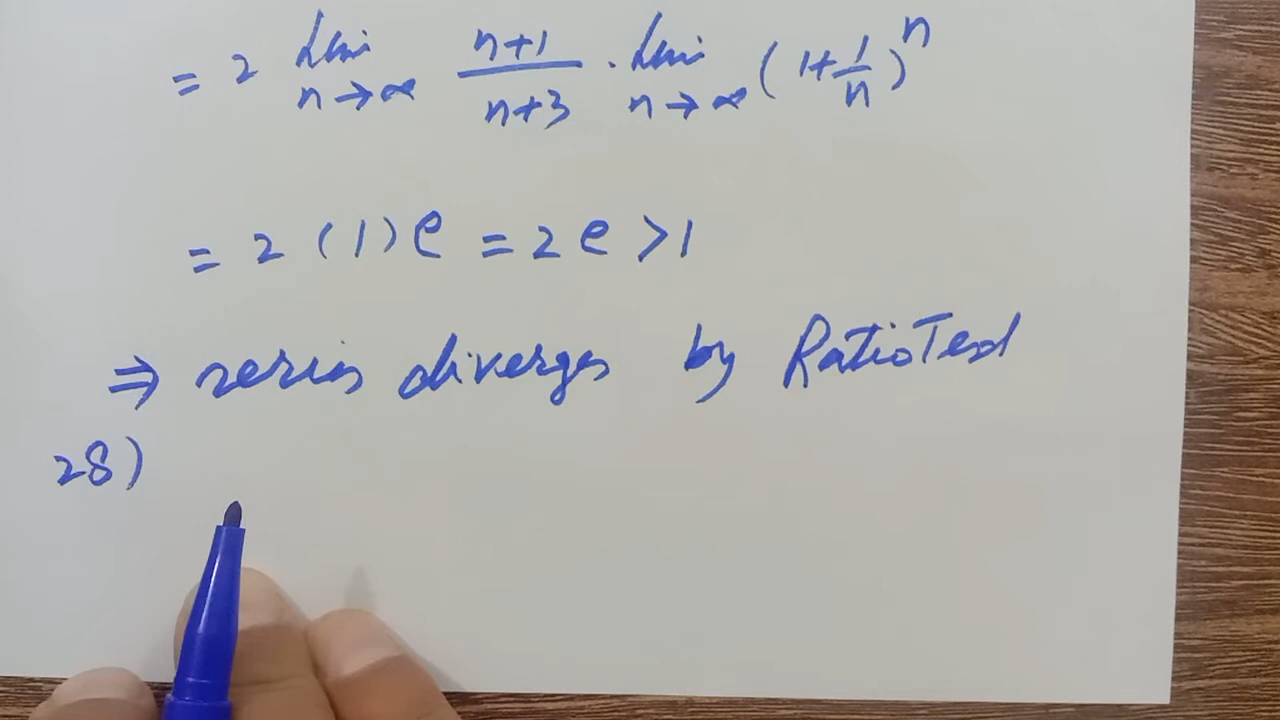 = 2 Lim n→∞ n+1/n+3 . Lim n→∞ (1+1/n)^n
= 2 (1) e = 2e > 1
⇒ series diverges by Ratio Test
28)